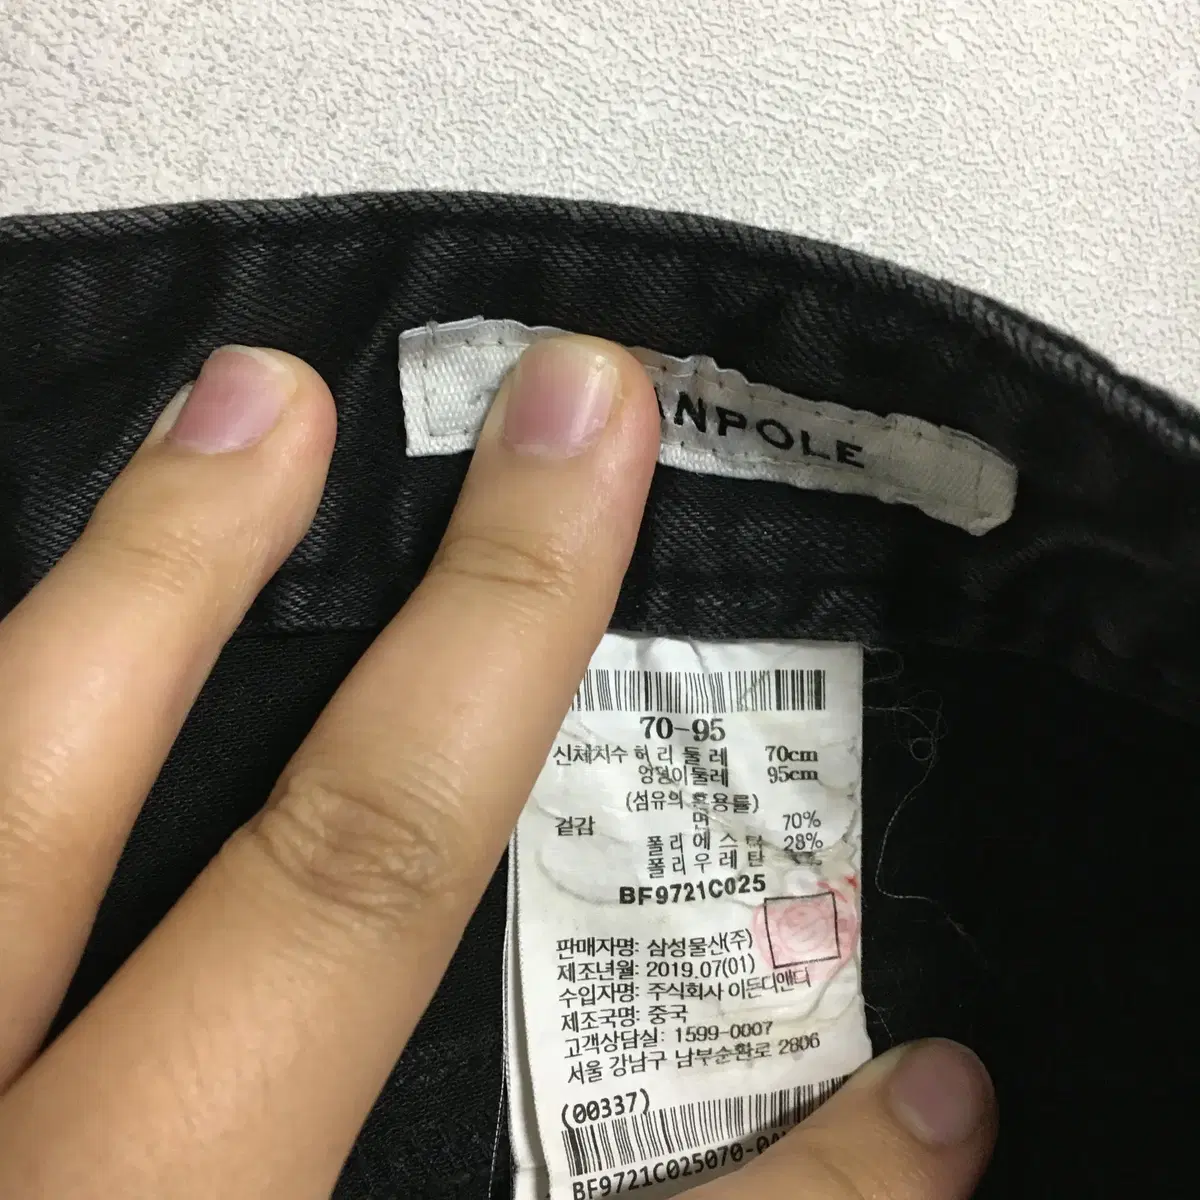 ANPOLE
70-95
신체치수 허리둘레 70cm
엉덩이둘레 95cm
(섬유의 혼용률)
겉감 면 70%
폴리에스터 28%
폴리우레탄
BF9721C025
판매자명: 삼성물산(주)
제조년월: 2019.07(01)
수입자명: 주식회사 이든디앤디
제조국명: 중국
고객상담실: 1599-0007
서울 강남구 남부순환로 2806
(00337)
BF9721C025070-0